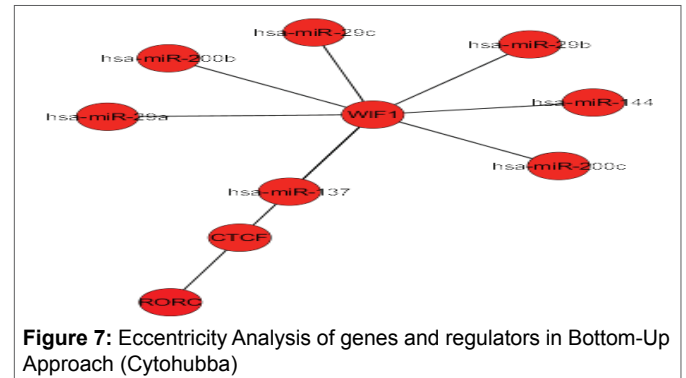 hsa-miR-29c
hsa-miR-29b
hsa-miR-200b
hsa-miR-144
hsa-miR-29a
WIF1
hsa-miR-200c
hsa-miR-137
CTCF
RORC
Figure 7: Eccentricity Analysis of genes and regulators in Bottom-Up
Approach (Cytohubba)